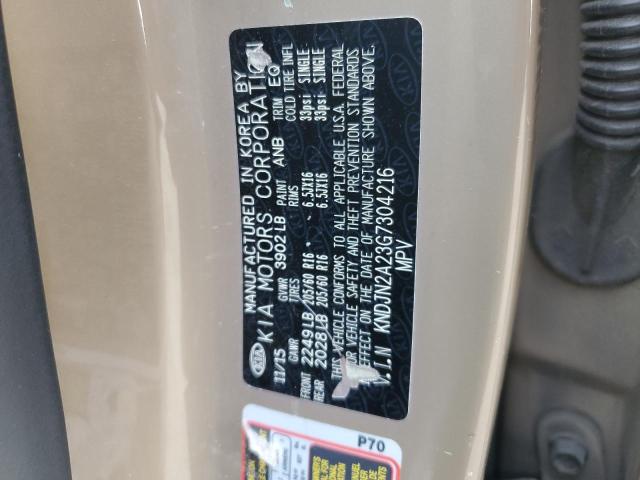 MANUFACTURED IN KOREA BY
KIA KIA MOTORS CORPORATION
11/15 GVWR 3902LB PAINT ANB TRIM EQ
GAWR TIRES RIMS COLD TIRE INFL
FRONT 2249LB 205/60 R16 6.5JX16 33psi SINGLE
REAR 2028LB 205/60 R16 6.5JX16 33psi SINGLE
THIS VEHICLE CONFORMS TO ALL APPLICABLE U.S.A. FEDERAL
MOTOR VEHICLE SAFETY AND THEFT PREVENTION STANDARDS
IN EFFECT ON THE DATE OF MANUFACTURE SHOWN ABOVE.
V.I.N KNDJN2A23G7304216
MPV
P70